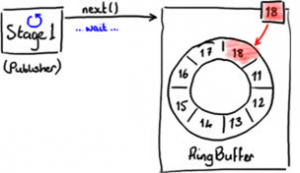 Stage 1
(Publisher)
next()
... wait ...
18
17
18
16
11
15
12
14
13
RingBuffer